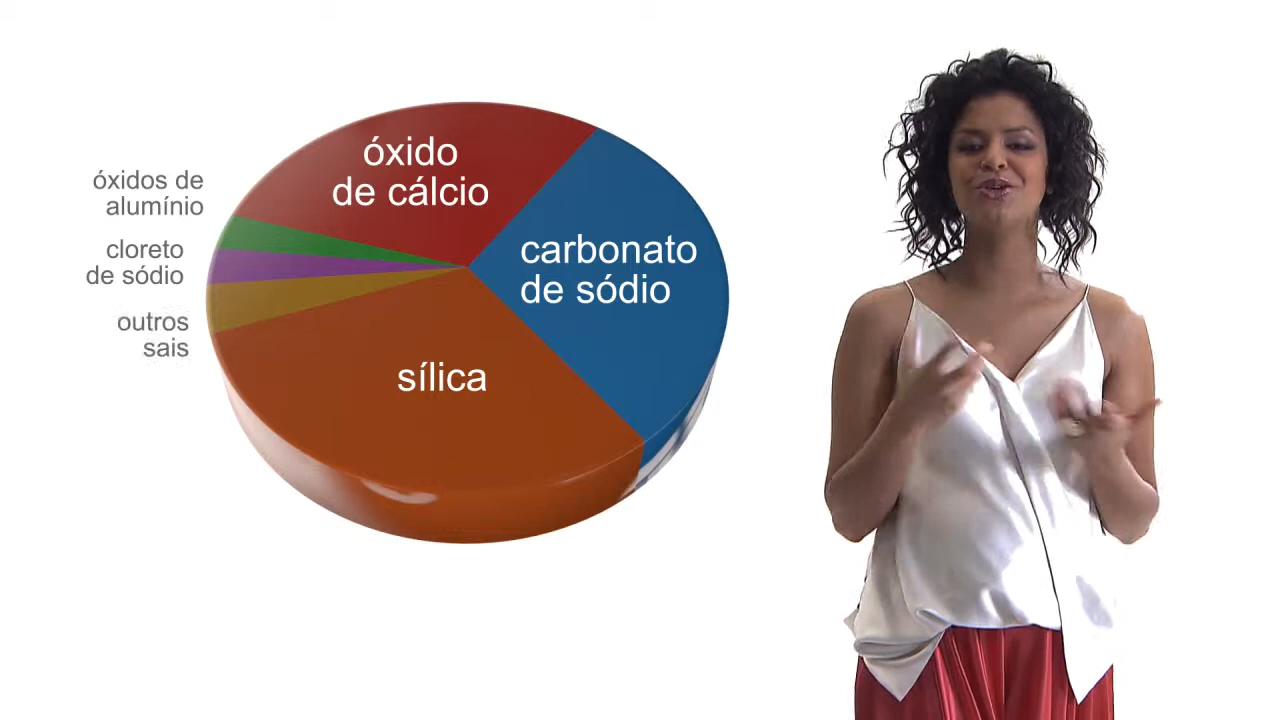 óxido
de cálcio
óxidos de
alumínio
cloreto
de sódio
outros
sais
carbonato
de sódio
sílica